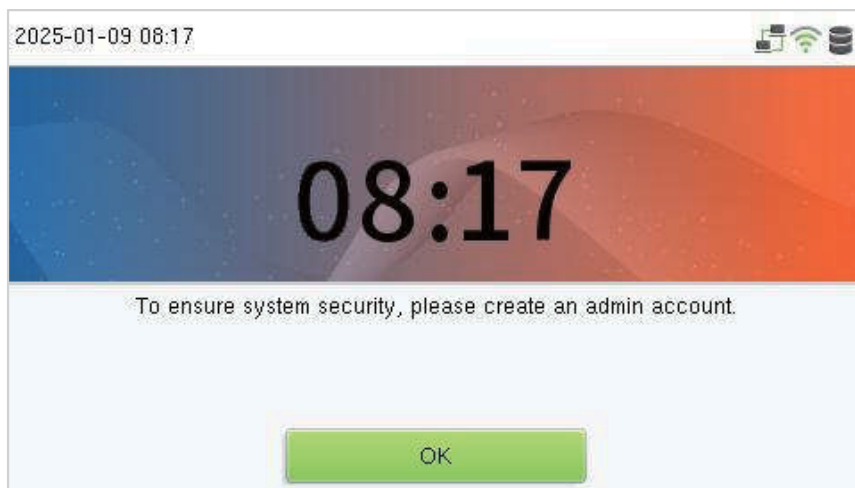 2025-01-09 08:17
08:17
To ensure system security, please create an admin account.
OK